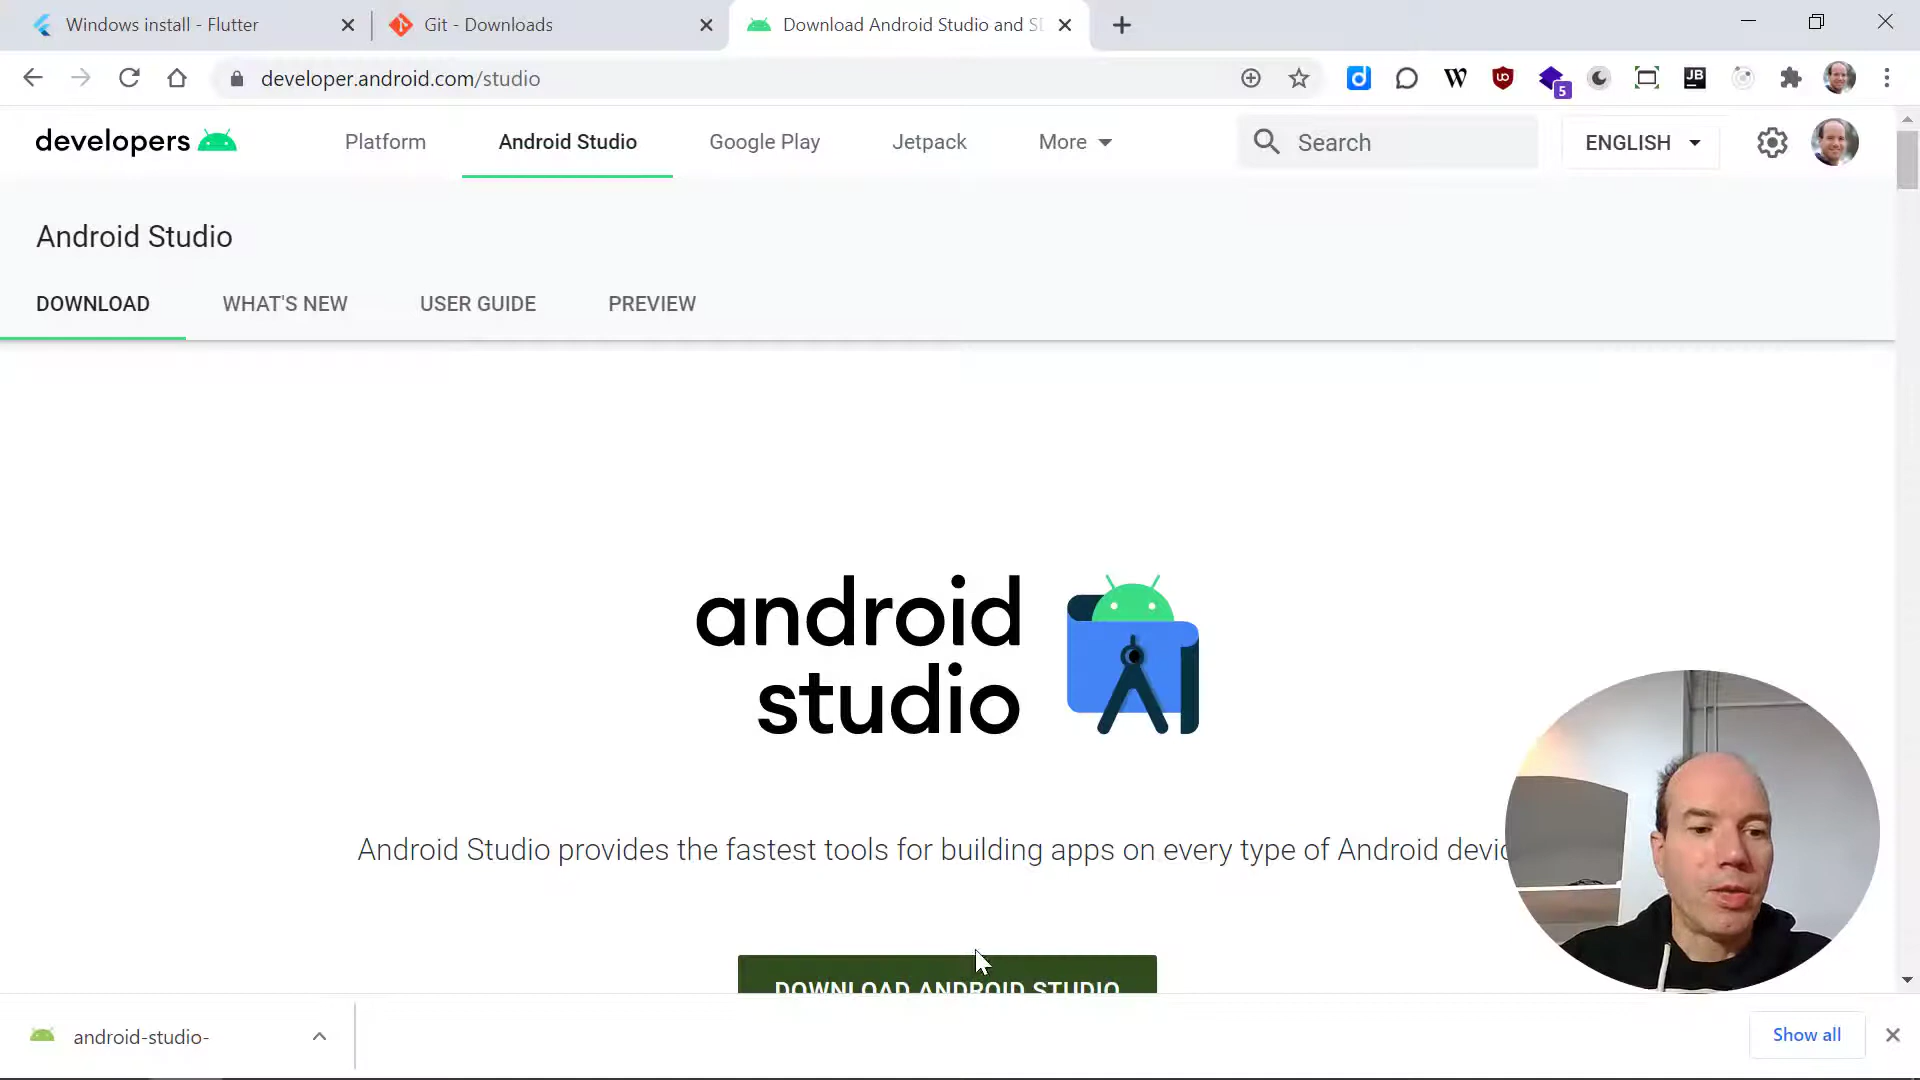 Windows install - Flutter
Git - Downloads
Download Android Studio and S
developer.android.com/studio
5
developers
Platform
Android Studio
Google Play
Jetpack
More
Search
ENGLISH
Android Studio
DOWNLOAD
WHAT'S NEW
USER GUIDE
PREVIEW
android
studio
Android Studio provides the fastest tools for building apps on every type of Android devic
DOWNLOAD ANDROID STUDIO
android-studio-
Show all